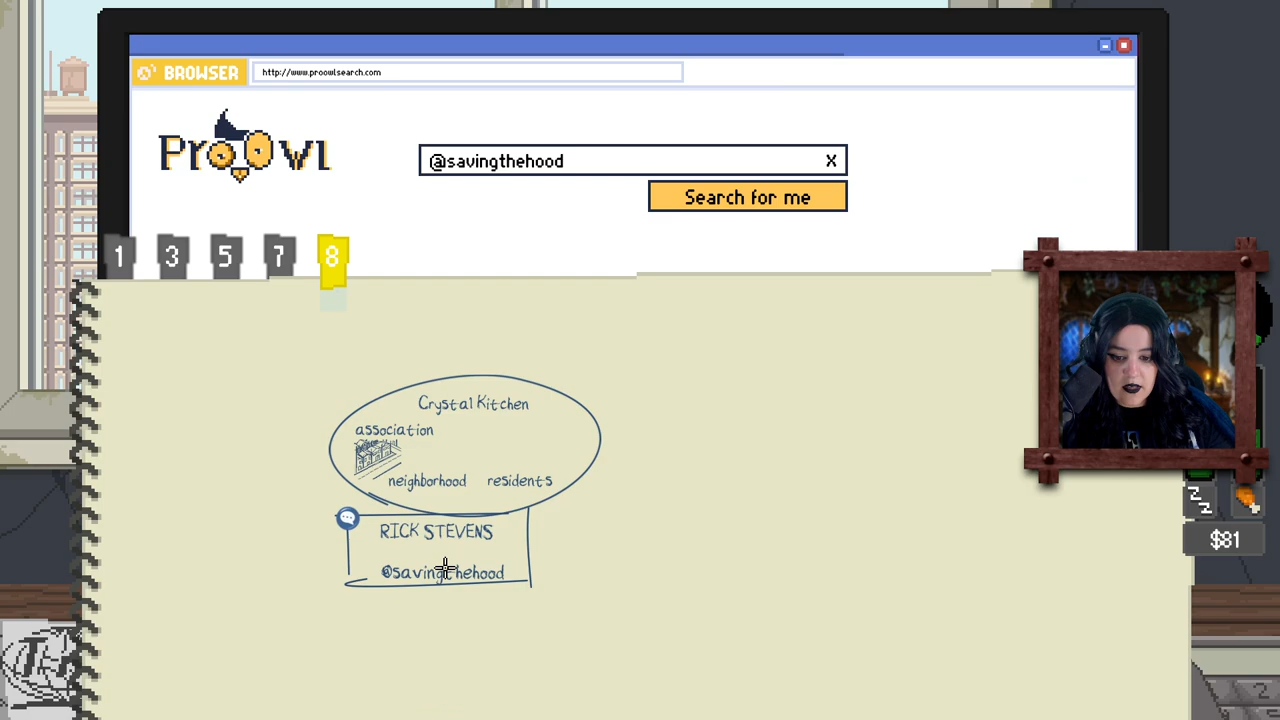 BROWSER
http://www.proowlsearch.com
PrOOwl
@savingthehood X
Search for me
1 3 5 7 8
Crystal Kitchen
association
neighborhood residents
RICK STEVENS
@savingthehood
$81
2